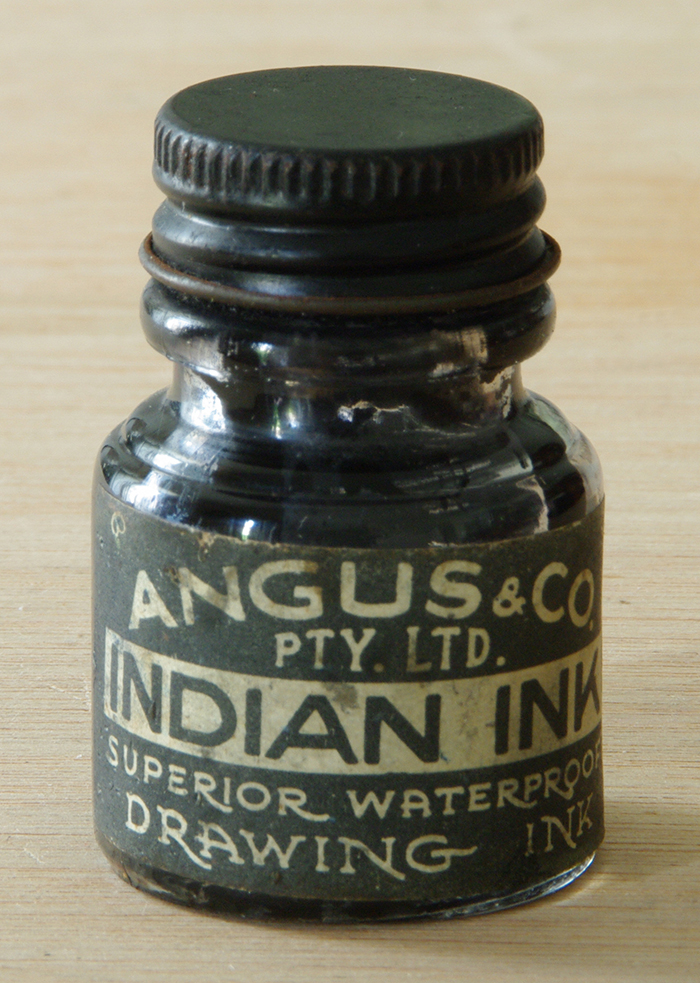 ANGUS & CO.
PTY. LTD.
INDIAN INK
SUPERIOR WATERPROOF
DRAWING INK